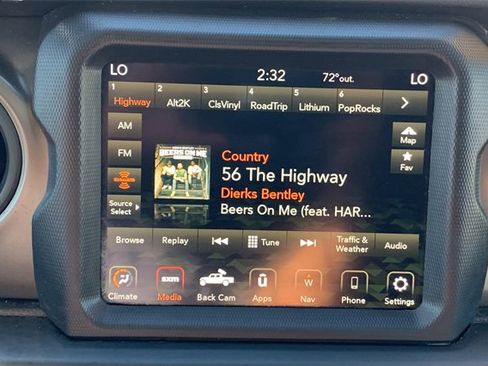 LO 2:32 72°out. LO
1 2 3 4 5 6
Highway Alt2K ClsVinyl RoadTrip Lithium PopRocks
AM
Map
FM
Fav
Source
Select
BEERS ON ME
Country
56 The Highway
Dierks Bentley
Beers On Me (feat. HAR...
Browse Replay Tune Traffic & Weather Audio
W
sxm
Climate Media Back Cam Apps Nav Phone Settings